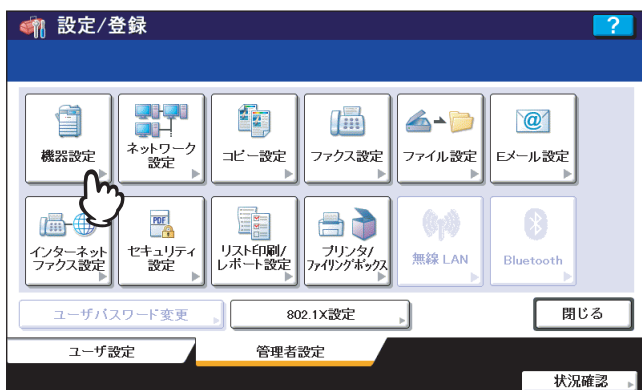 設定/登録
?
機器設定
ネットワーク
設定
コピー設定
ファクス設定
ファイル設定
Eメール設定
@
インターネット
ファクス設定
PDF
セキュリティ
設定
リスト印刷/
レポート設定
プリンタ/
ファイリングボックス
無線 LAN
Bluetooth
ユーザパスワード変更
802.1X設定
閉じる
ユーザ設定
管理者設定
状況確認